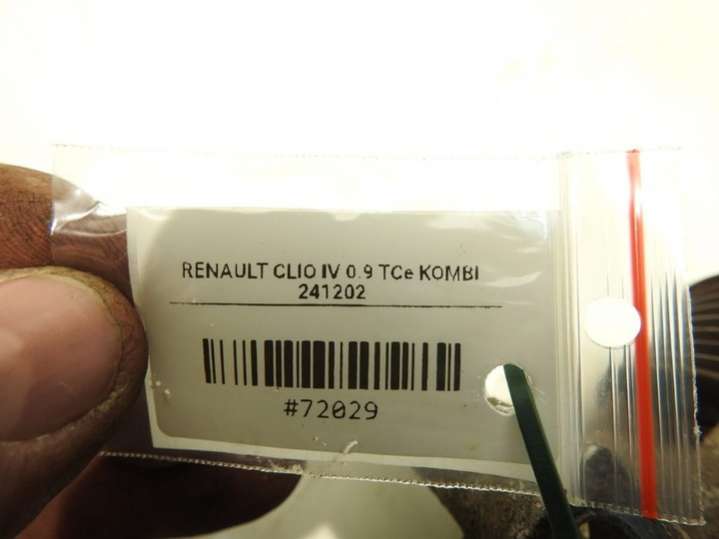 RENAULT CLIO IV 0.9 TCe KOMBI
241202
#72029